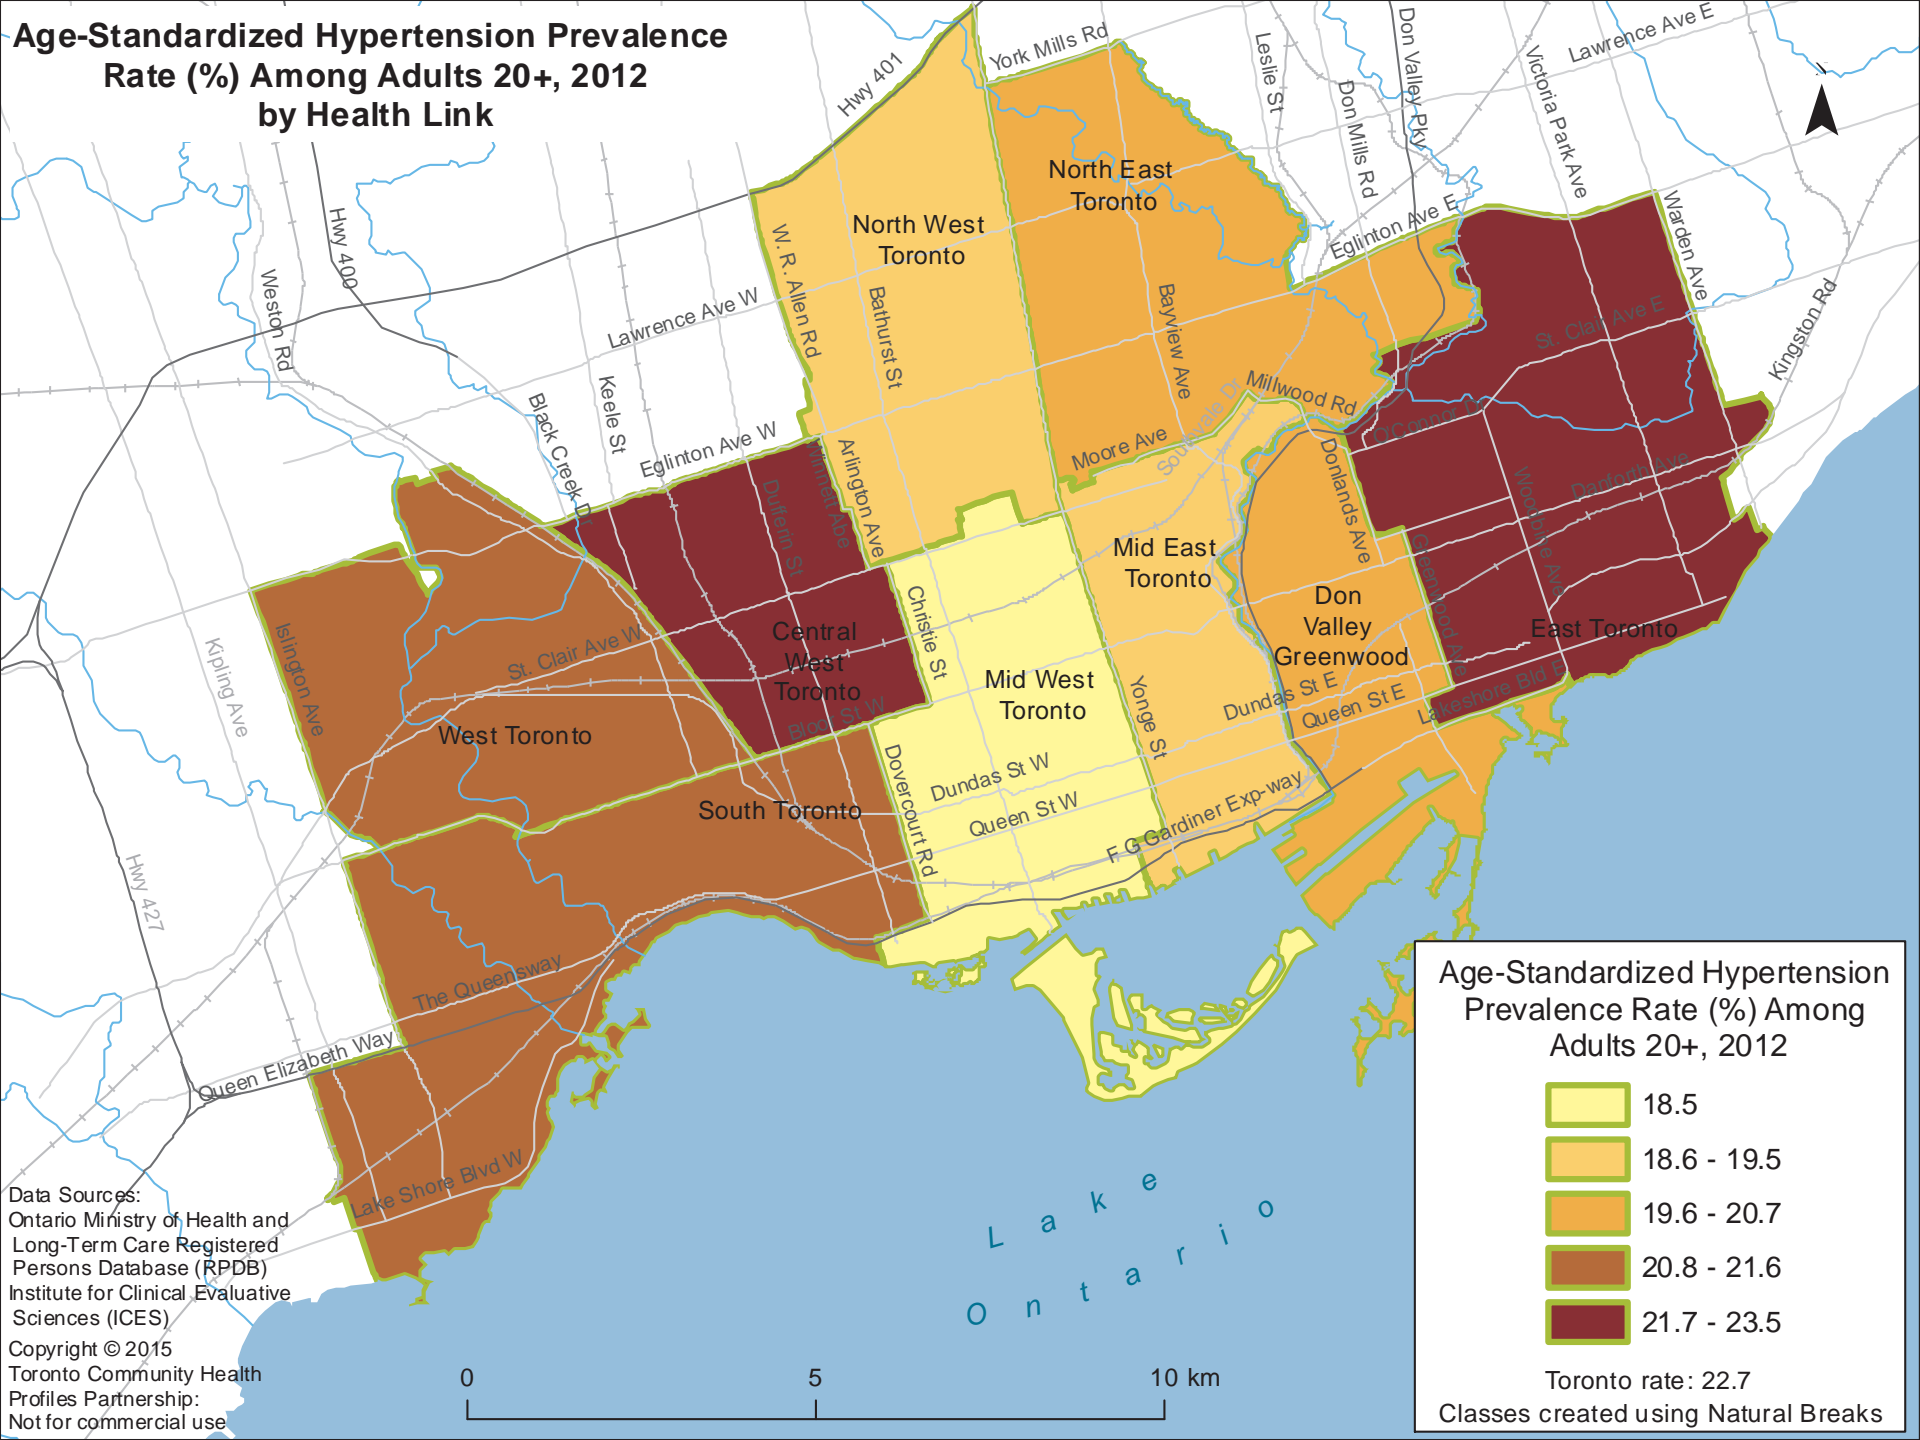 Age-Standardized Hypertension Prevalence
Rate (%) Among Adults 20+, 2012
by Health Link
Hwy 401
York Mills Rd
Leslie St
Don Mills Rd
Don Valley Pky
Victoria Park Ave
Lawrence Ave E
North East
Toronto
North West
Toronto
Hwy 400
Weston Rd
W. R. Allen Rd
Bathurst St
Bayview Ave
Eglinton Ave E
Warden Ave
Kingston Rd
St. Clair Ave E
Lawrence Ave W
Keele St
Black Creek Dr
Eglinton Ave W
Winnett Abe
Arlington Ave
Dufferin St
Moore Ave
Southvale Dr
Millwood Rd
O'Connor Dr
Donlands Ave
Danforth Ave
Woodbine Ave
Greenwood Ave
Mid East
Toronto
Don
Valley
Greenwood
East Toronto
Central
West
Toronto
Christie St
Mid West
Toronto
Yonge St
Dundas St E
Queen St E
Lakeshore Bld E
Kipling Ave
Islington Ave
St. Clair Ave W
Bloor St W
West Toronto
South Toronto
Dovercourt Rd
Dundas St W
Queen St W
F G Gardiner Exp-way
Hwy 427
The Queensway
Queen Elizabeth Way
Lake Shore Blvd W
Lake
Ontario
Data Sources:
Ontario Ministry of Health and
Long-Term Care Registered
Persons Database (RPDB)
Institute for Clinical Evaluative
Sciences (ICES)
Copyright © 2015
Toronto Community Health
Profiles Partnership:
Not for commercial use
0 5 10 km
Age-Standardized Hypertension
Prevalence Rate (%) Among
Adults 20+, 2012
18.5
18.6 - 19.5
19.6 - 20.7
20.8 - 21.6
21.7 - 23.5
Toronto rate: 22.7
Classes created using Natural Breaks